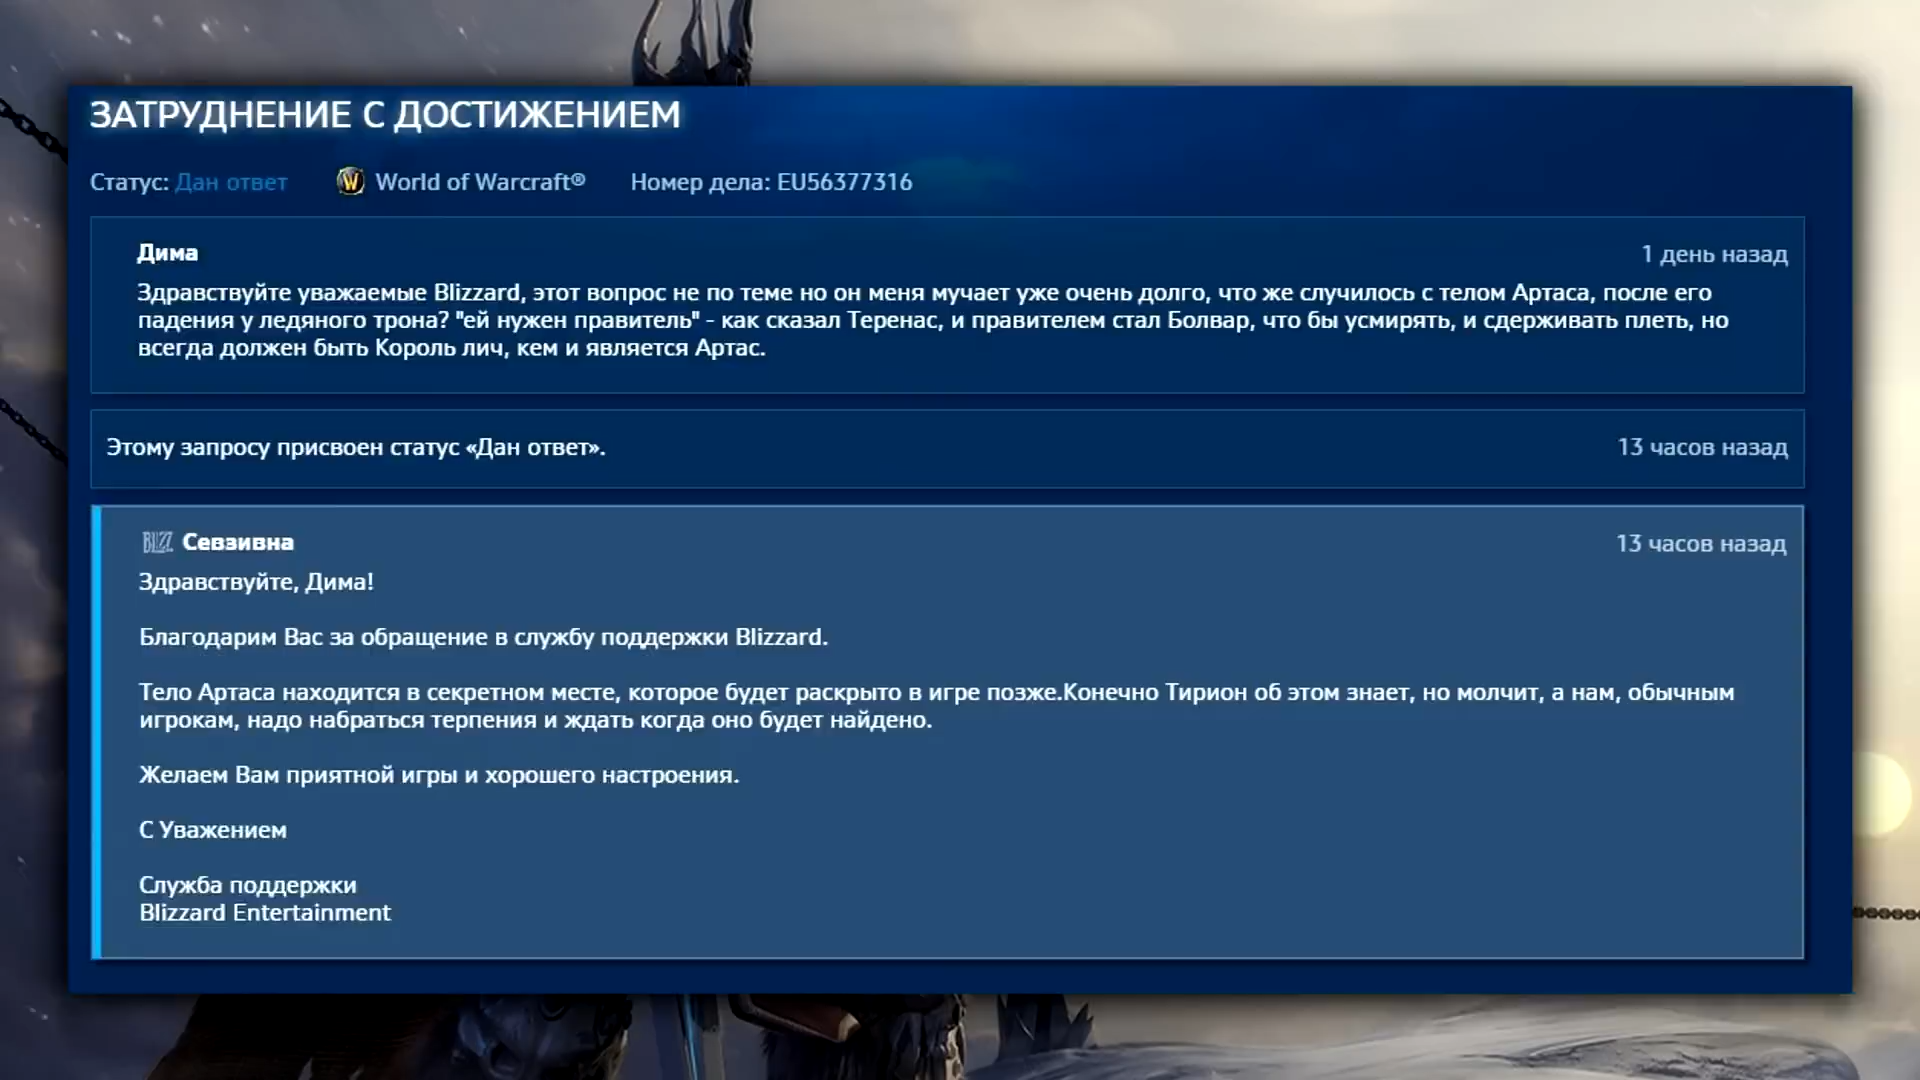 ЗАТРУДНЕНИЕ С ДОСТИЖЕНИЕМ
Статус: Дан ответ World of Warcraft® Номер дела: EU56377316
Дима 1 день назад
Здравствуйте уважаемые Blizzard, этот вопрос не по теме но он меня мучает уже очень долго, что же случилось с телом Артаса, после его
падения у ледяного трона? "ей нужен правитель" - как сказал Теренас, и правителем стал Болвар, что бы усмирять, и сдерживать плеть, но
всегда должен быть Король лич, кем и является Артас.
Этому запросу присвоен статус «Дан ответ». 13 часов назад
BLIZZ Севзивна 13 часов назад
Здравствуйте, Дима!
Благодарим Вас за обращение в службу поддержки Blizzard.
Тело Артаса находится в секретном месте, которое будет раскрыто в игре позже.Конечно Тирион об этом знает, но молчит, а нам, обычным
игрокам, надо набраться терпения и ждать когда оно будет найдено.
Желаем Вам приятной игры и хорошего настроения.
С Уважением
Служба поддержки
Blizzard Entertainment